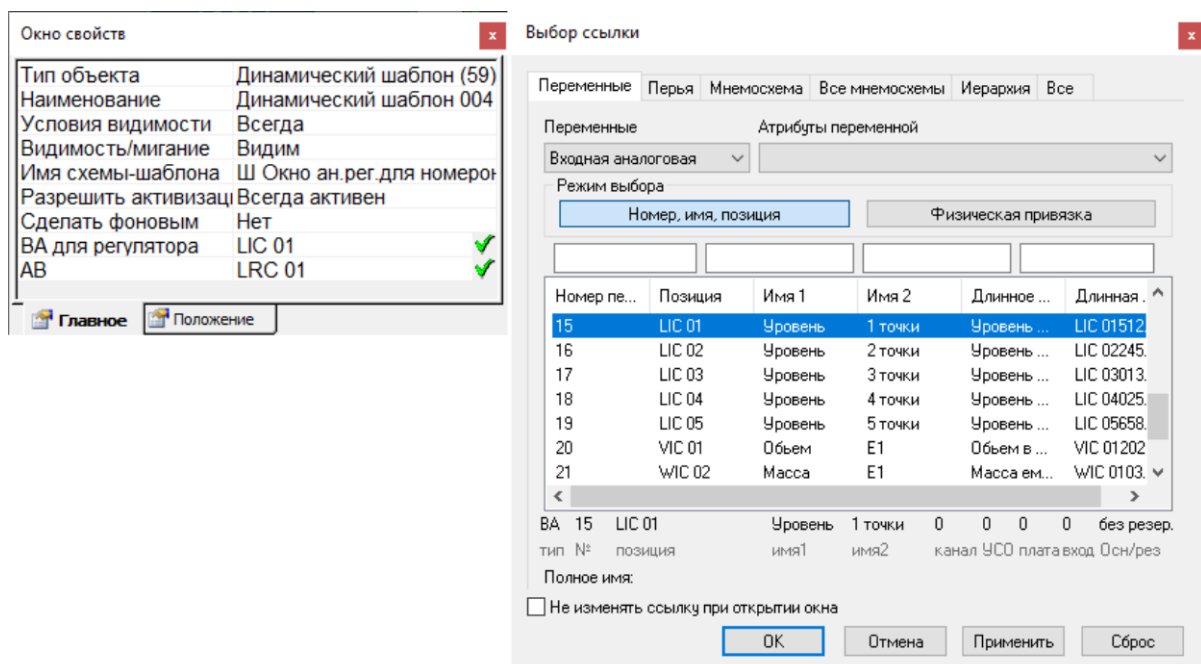 Окно свойств
Тип объекта Динамический шаблон (59)
Наименование Динамический шаблон 004
Условия видимости Всегда
Видимость/мигание Видим
Имя схемы-шаблона Ш Окно ан.рег.для номерон
Разрешить активизаци Всегда активен
Сделать фоновым Нет
ВА для регулятора LIC 01
АВ LRC 01
Главное Положение
Выбор ссылки
Переменные Перья Мнемосхема Все мнемосхемы Иерархия Все
Переменные Атрибуты переменной
Входная аналоговая
Режим выбора
Номер, имя, позиция Физическая привязка
Номер пе... Позиция Имя 1 Имя 2 Длинное ... Длинная .
15 LIC 01 Уровень 1 точки Уровень ... LIC 01512.
16 LIC 02 Уровень 2 точки Уровень ... LIC 02245.
17 LIC 03 Уровень 3 точки Уровень ... LIC 03013.
18 LIC 04 Уровень 4 точки Уровень ... LIC 04025.
19 LIC 05 Уровень 5 точки Уровень ... LIC 05658.
20 VIC 01 Обьем Е1 Обьем в ... VIC 01202
21 WIC 02 Масса Е1 Масса ем... WIC 0103.
ВА 15 LIC 01 Уровень 1 точки 0 0 0 0 без резер.
тип № позиция имя1 имя2 канал УСО плата вход Осн/рез
Полное имя:
Не изменять ссылку при открытии окна
ОК Отмена Применить Сброс